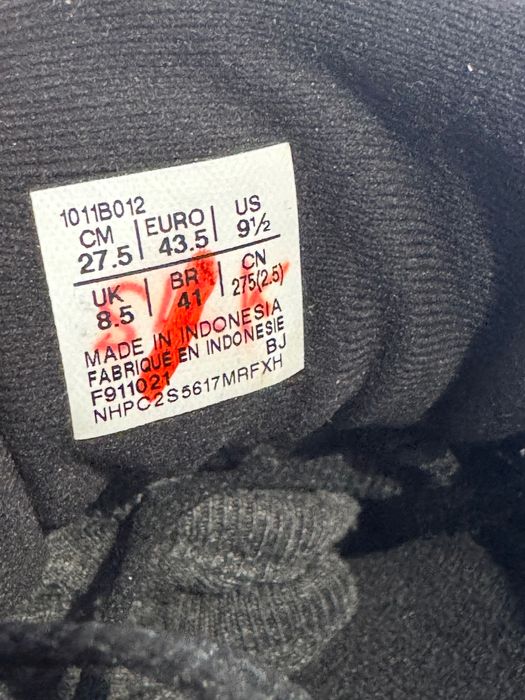 1011B012
CM | EURO | US
27.5 | 43.5 | 9½
UK | BR | CN
8.5 | 41 | 275(2.5)
MADE IN INDONESIA
FABRIQUÉ EN INDONESIE
F911021 BJ
NHPC2S5617MRFXH